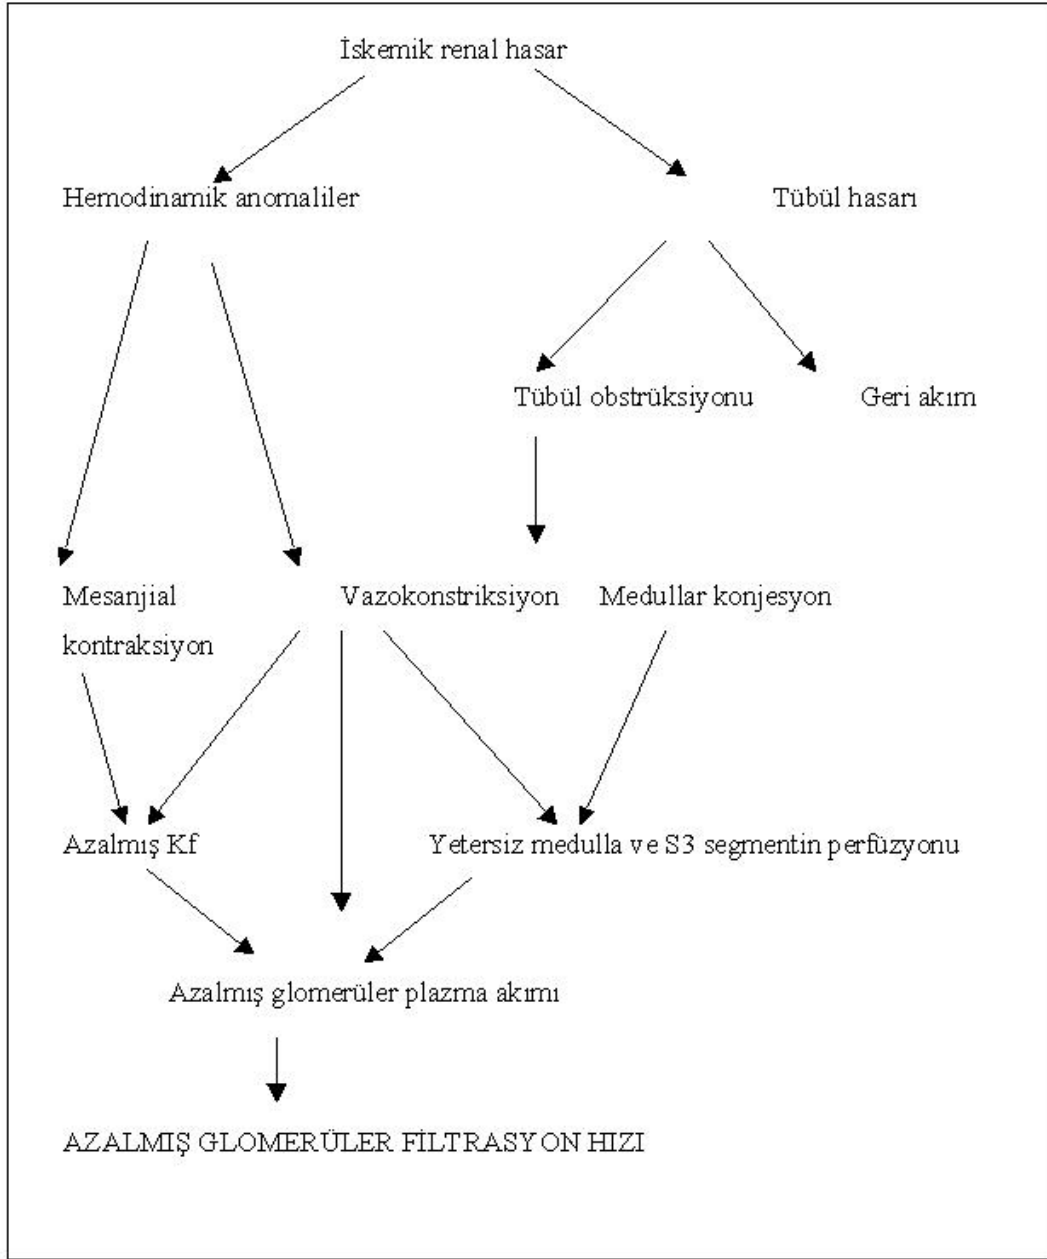 İskemik renal hasar
Hemodinamik anomaliler
Tübül hasarı
Tübül obstrüksiyonu
Geri akım
Mesanjial
kontraksiyon
Vazokonstriksiyon
Medullar konjesyon
Azalmış Kf
Yetersiz medulla ve S3 segmentin perfüzyonu
Azalmış glomerüler plazma akımı
AZALMIŞ GLOMERÜLER FİLTRASYON HIZI